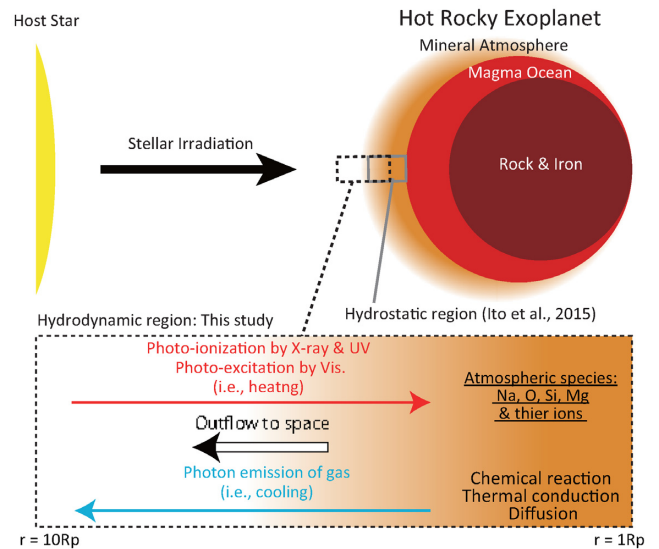 Host Star
Hot Rocky Exoplanet
Mineral Atmosphere
Magma Ocean
Stellar Irradiation
Rock & Iron
Hydrostatic region (Ito et al., 2015)
Hydrodynamic region: This study
Photo-ionization by X-ray & UV
Photo-excitation by Vis.
(i.e., heatng)
Atmospheric species:
Na, O, Si, Mg
& thier ions
Outflow to space
Photon emission of gas
(i.e., cooling)
Chemical reaction
Thermal conduction
Diffusion
r = 10Rp
r = 1Rp